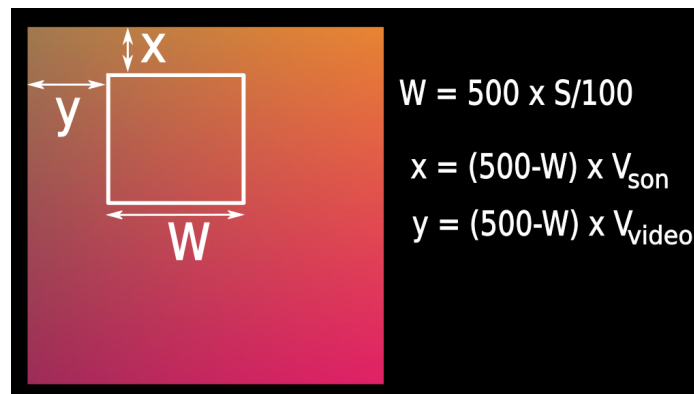 x
y
W
W = 500 x S/100
x = (500-W) x Vson
y = (500-W) x Vvideo